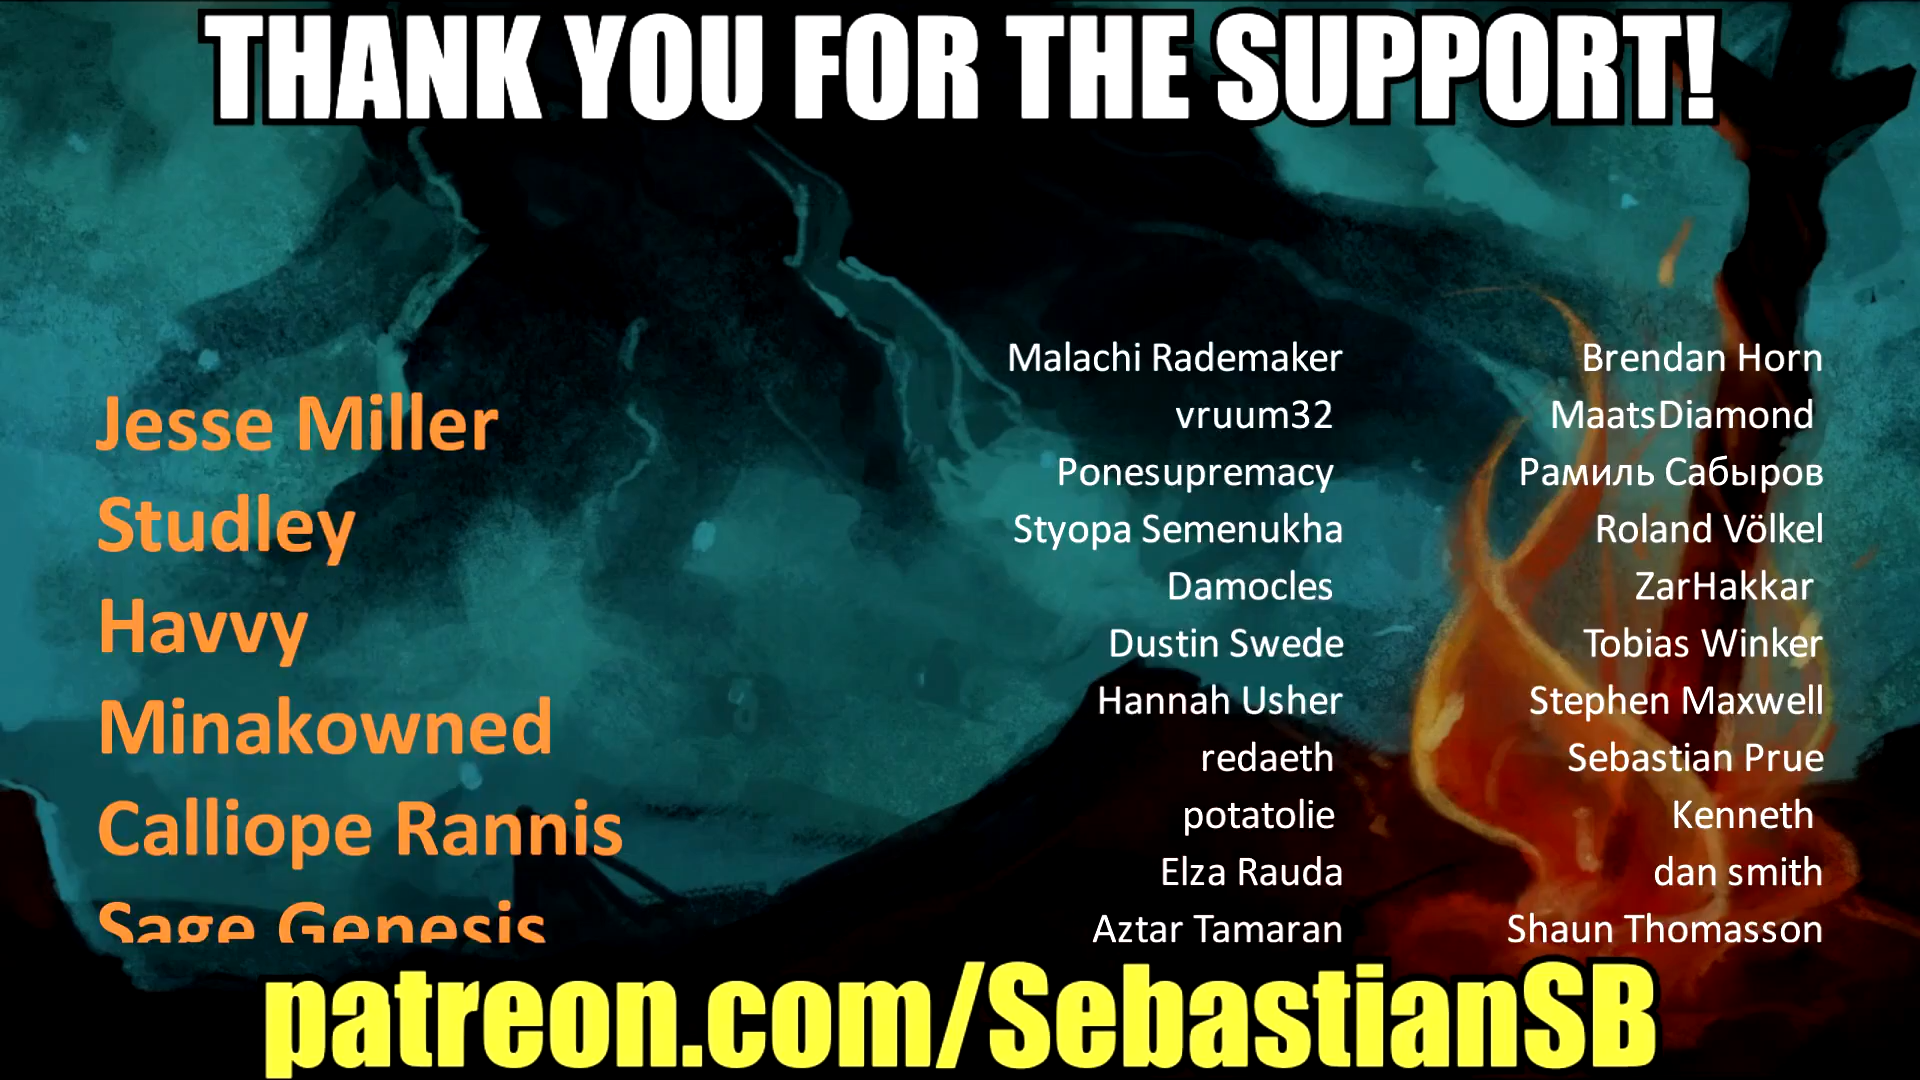 THANK YOU FOR THE SUPPORT!
Jesse Miller
Studley
Havvy
Minakowned
Calliope Rannis
Sage Genesis
Malachi Rademaker
vruum32
Ponesupremacy
Styopa Semenukha
Damocles
Dustin Swede
Hannah Usher
redaeth
potatolie
Elza Rauda
Aztar Tamaran
Brendan Horn
MaatsDiamond
Рамиль Сабыров
Roland Völkel
ZarHakkar
Tobias Winker
Stephen Maxwell
Sebastian Prue
Kenneth
dan smith
Shaun Thomasson
patreon.com/SebastianSB